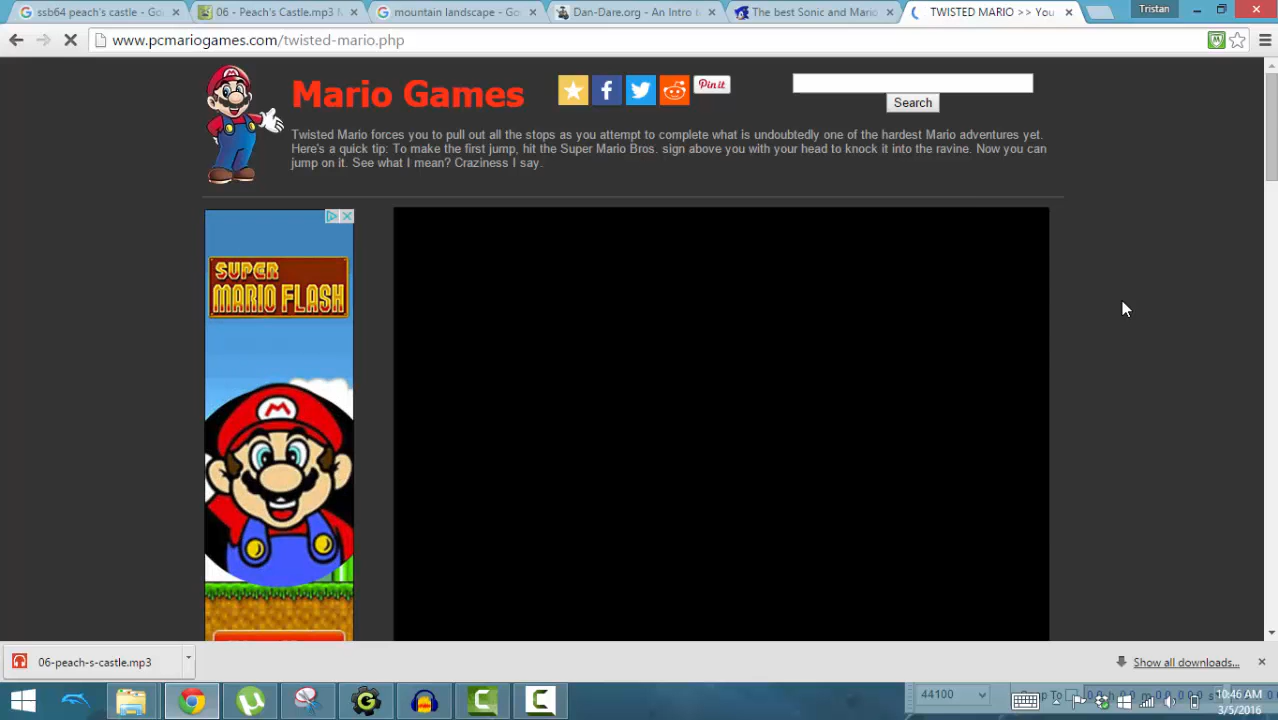 ssb64 peach's castle - Go
06 - Peach's Castle.mp3 M
mountain landscape - Go
Dan-Dare.org - An Intro f
The best Sonic and Mario
TWISTED MARIO >> You
Tristan
www.pcmariogames.com/twisted-mario.php
Mario Games
Pin it
Search
Twisted Mario forces you to pull out all the stops as you attempt to complete what is undoubtedly one of the hardest Mario adventures yet.
Here's a quick tip: To make the first jump, hit the Super Mario Bros. sign above you with your head to knock it into the ravine. Now you can
jump on it. See what I mean? Craziness I say.
SUPER
MARIO FLASH
06-peach-s-castle.mp3
Show all downloads...
44100
10:46 AM
3/5/2016